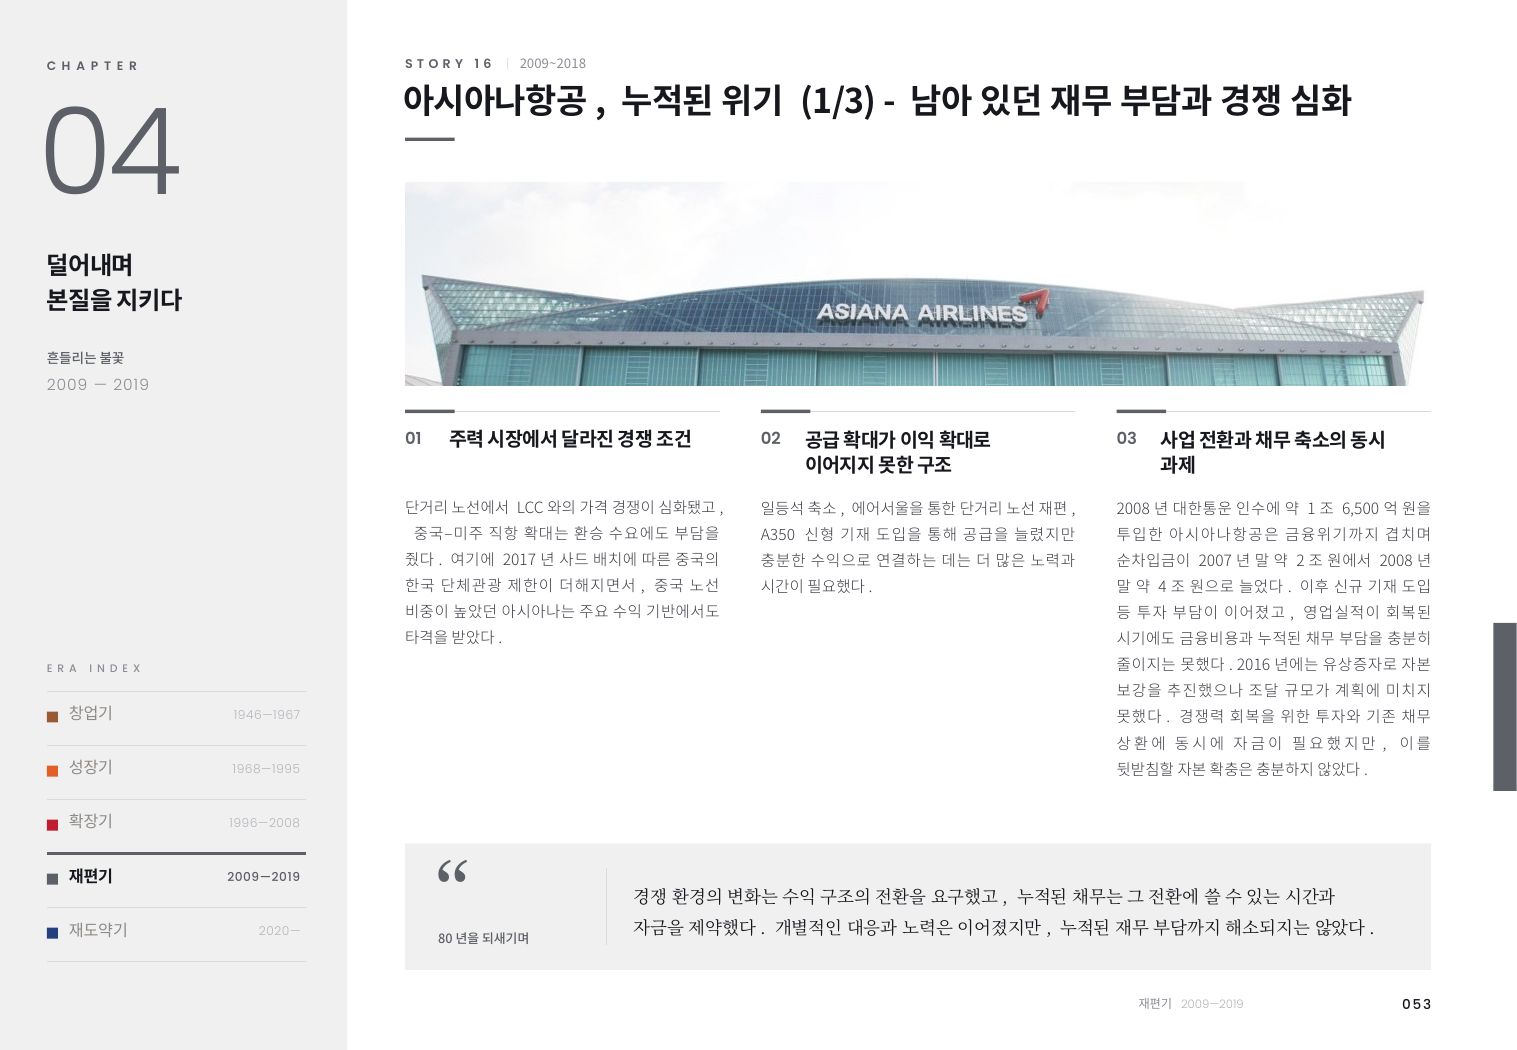 CHAPTER
04
덜어내며
본질을 지키다
흔들리는 불꽃
2009 — 2019
ERA INDEX
창업기 1946—1967
성장기 1968—1995
확장기 1996—2008
재편기 2009—2019
재도약기 2020—
STORY 16 | 2009~2018
아시아나항공 , 누적된 위기 (1/3) - 남아 있던 재무 부담과 경쟁 심화
ASIANA AIRLINES
01 주력 시장에서 달라진 경쟁 조건
단거리 노선에서 LCC 와의 가격 경쟁이 심화됐고 ,
중국–미주 직항 확대는 환승 수요에도 부담을
줬다 . 여기에 2017 년 사드 배치에 따른 중국의
한국 단체관광 제한이 더해지면서 , 중국 노선
비중이 높았던 아시아나는 주요 수익 기반에서도
타격을 받았다 .
02 공급 확대가 이익 확대로
이어지지 못한 구조
일등석 축소 , 에어서울을 통한 단거리 노선 재편 ,
A350 신형 기재 도입을 통해 공급을 늘렸지만
충분한 수익으로 연결하는 데는 더 많은 노력과
시간이 필요했다 .
03 사업 전환과 채무 축소의 동시
과제
2008 년 대한통운 인수에 약 1 조 6,500 억 원을
투입한 아시아나항공은 금융위기까지 겹치며
순차입금이 2007 년 말 약 2 조 원에서 2008 년
말 약 4 조 원으로 늘었다 . 이후 신규 기재 도입
등 투자 부담이 이어졌고 , 영업실적이 회복된
시기에도 금융비용과 누적된 채무 부담을 충분히
줄이지는 못했다 . 2016 년에는 유상증자로 자본
보강을 추진했으나 조달 규모가 계획에 미치지
못했다 . 경쟁력 회복을 위한 투자와 기존 채무
상환에 동시에 자금이 필요했지만 , 이를
뒷받침할 자본 확충은 충분하지 않았다 .
“
80 년을 되새기며
경쟁 환경의 변화는 수익 구조의 전환을 요구했고 , 누적된 채무는 그 전환에 쓸 수 있는 시간과
자금을 제약했다 . 개별적인 대응과 노력은 이어졌지만 , 누적된 재무 부담까지 해소되지는 않았다 .
재편기 2009—2019
053